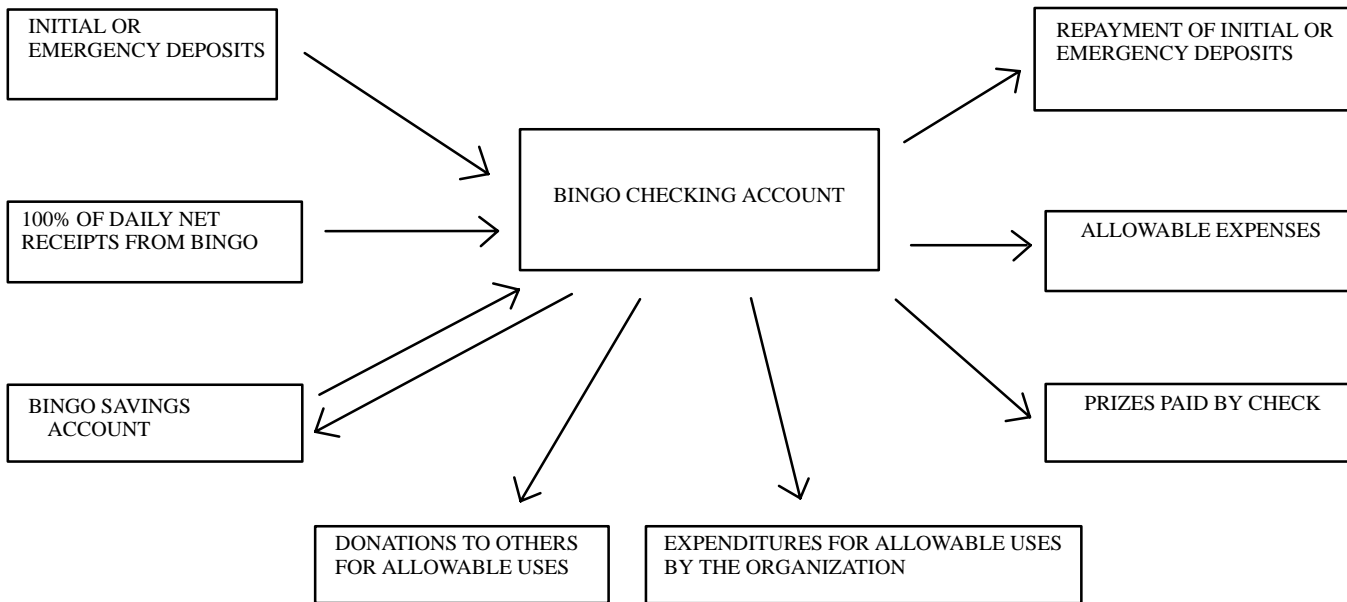 INITIAL OR
EMERGENCY DEPOSITS
REPAYMENT OF INITIAL OR
EMERGENCY DEPOSITS
BINGO CHECKING ACCOUNT
100% OF DAILY NET
RECEIPTS FROM BINGO
ALLOWABLE EXPENSES
BINGO SAVINGS
ACCOUNT
PRIZES PAID BY CHECK
DONATIONS TO OTHERS
FOR ALLOWABLE USES
EXPENDITURES FOR ALLOWABLE USES
BY THE ORGANIZATION